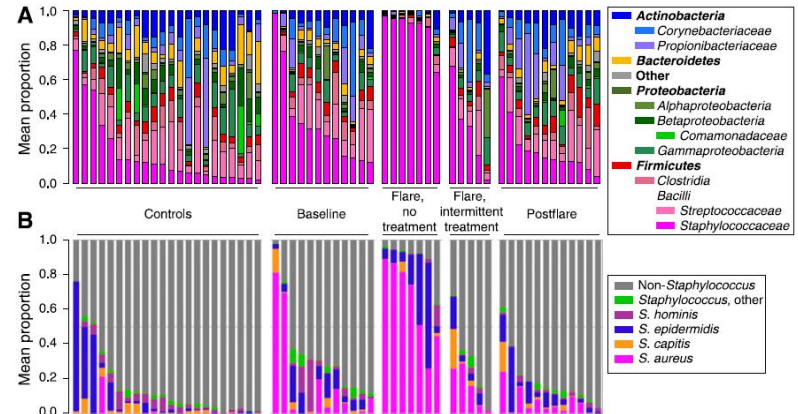 A
Mean proportion
1.0
0.8
0.6
0.4
0.2
0.0
Controls
Baseline
Flare,
no
treatment
Flare,
intermittent
treatment
Postflare
Actinobacteria
Corynebacteriaceae
Propionibacteriaceae
Bacteroidetes
Other
Proteobacteria
Alphaproteobacteria
Betaproteobacteria
Comamonadaceae
Gammaproteobacteria
Firmicutes
Clostridia
Bacilli
Streptococcaceae
Staphylococcaceae
B
Mean proportion
1.0
0.8
0.6
0.4
0.2
0.0
Non-Staphylococcus
Staphylococcus, other
S. hominis
S. epidermidis
S. capitis
S. aureus